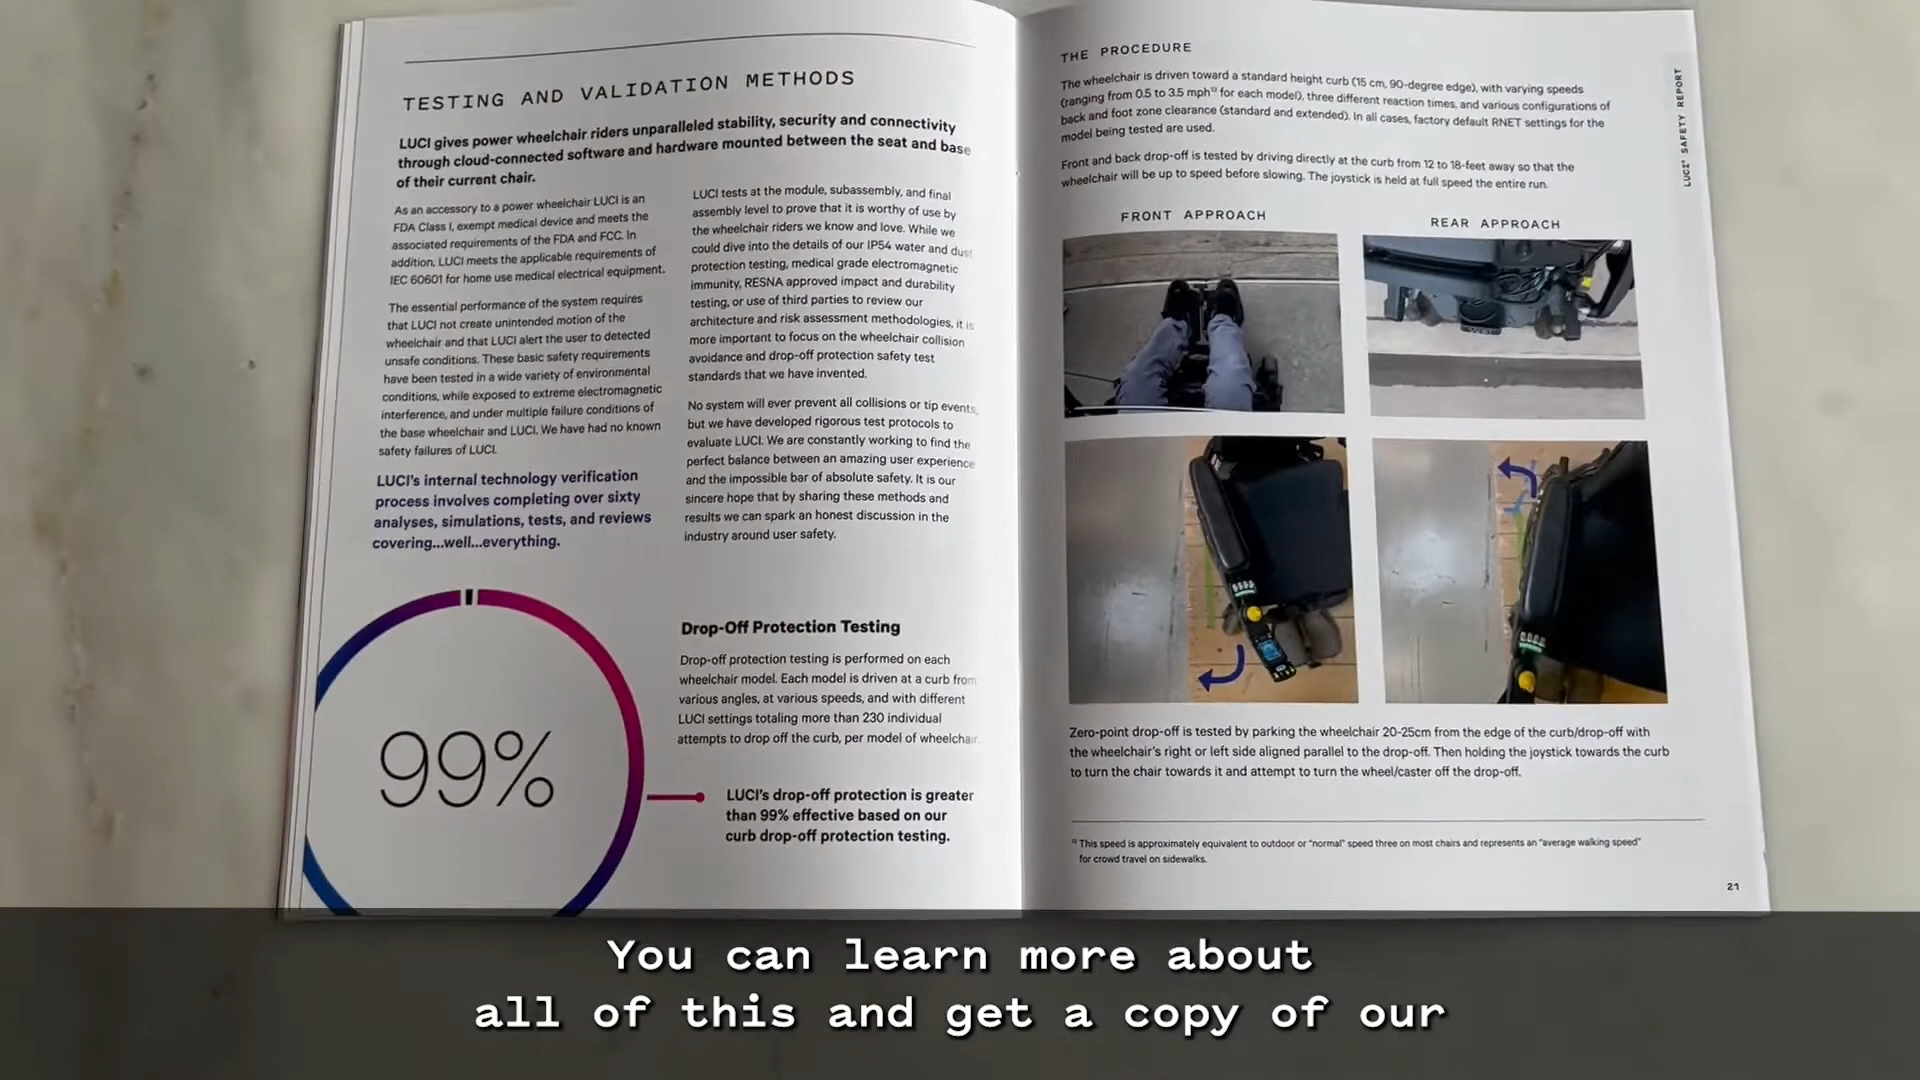 TESTING AND VALIDATION METHODS
LUCI gives power wheelchair riders unparalleled stability, security and connectivity
through cloud-connected software and hardware mounted between the seat and base
of their current chair.
As an accessory to a power wheelchair LUCI is an
FDA Class I, exempt medical device and meets the
associated requirements of the FDA and FCC. In
addition, LUCI meets the applicable requirements of
IEC 60601 for home use medical electrical equipment.
The essential performance of the system requires
that LUCI not create unintended motion of the
wheelchair and that LUCI alert the user to detected
unsafe conditions. These basic safety requirements
have been tested in a wide variety of environmental
conditions, while exposed to extreme electromagnetic
interference, and under multiple failure conditions of
the base wheelchair and LUCI. We have had no known
safety failures of LUCI.
LUCI's internal technology verification
process involves completing over sixty
analyses, simulations, tests, and reviews
covering...well...everything.
99%
LUCI tests at the module, subassembly, and final
assembly level to prove that it is worthy of use by
the wheelchair riders we know and love. While we
could dive into the details of our IP54 water and dust
protection testing, medical grade electromagnetic
immunity, RESNA approved impact and durability
testing, or use of third parties to review our
architecture and risk assessment methodologies, it is
more important to focus on the wheelchair collision
avoidance and drop-off protection safety test
standards that we have invented.
No system will ever prevent all collisions or tip events,
but we have developed rigorous test protocols to
evaluate LUCI. We are constantly working to find the
perfect balance between an amazing user experience
and the impossible bar of absolute safety. It is our
sincere hope that by sharing these methods and
results we can spark an honest discussion in the
industry around user safety.
Drop-Off Protection Testing
Drop-off protection testing is performed on each
wheelchair model. Each model is driven at a curb from
various angles, at various speeds, and with different
LUCI settings totaling more than 230 individual
attempts to drop off the curb, per model of wheelchair.
LUCI's drop-off protection is greater
than 99% effective based on our
curb drop-off protection testing.
THE PROCEDURE
The wheelchair is driven toward a standard height curb (15 cm, 90-degree edge), with varying speeds
(ranging from 0.5 to 3.5 mph¹³ for each model), three different reaction times, and various configurations of
back and foot zone clearance (standard and extended). In all cases, factory default RNET settings for the
model being tested are used.
Front and back drop-off is tested by driving directly at the curb from 12 to 18-feet away so that the
wheelchair will be up to speed before slowing. The joystick is held at full speed the entire run.
FRONT APPROACH
REAR APPROACH
Zero-point drop-off is tested by parking the wheelchair 20-25cm from the edge of the curb/drop-off with
the wheelchair's right or left side aligned parallel to the drop-off. Then holding the joystick towards the curb
to turn the chair towards it and attempt to turn the wheel/caster off the drop-off.
¹³ This speed is approximately equivalent to outdoor or "normal" speed three on most chairs and represents an "average walking speed"
for crowd travel on sidewalks.
21
LUCI® SAFETY REPORT
You can learn more about
all of this and get a copy of our